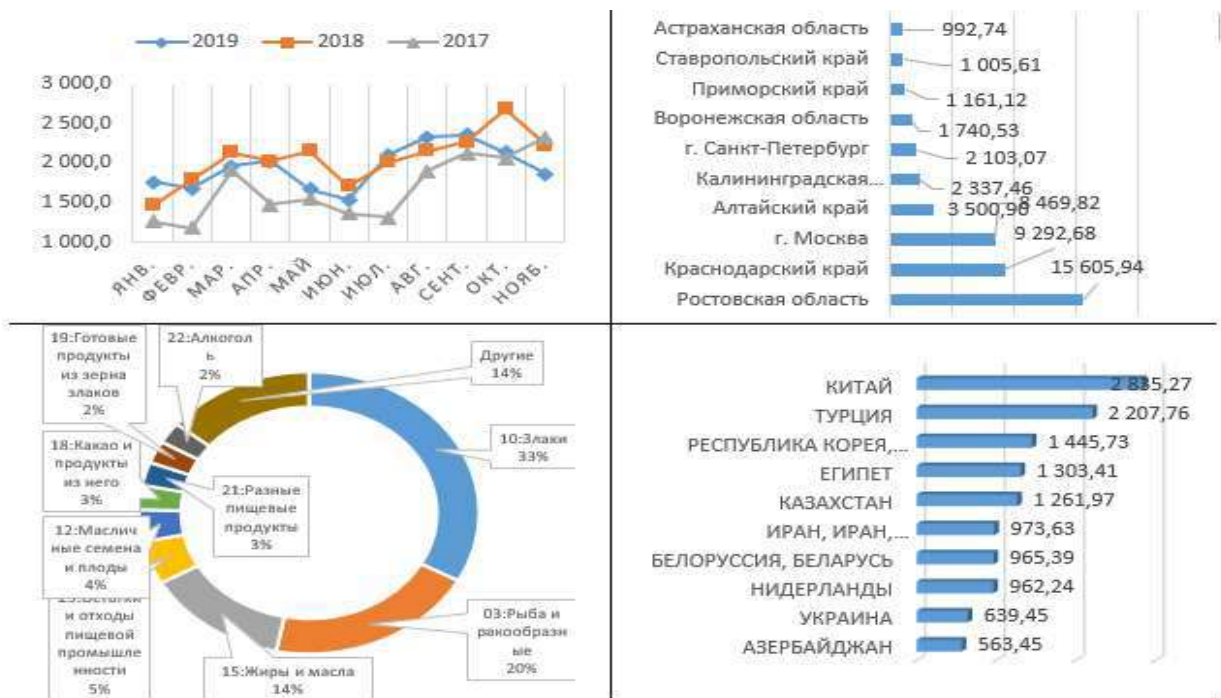 2019 2018 2017
3 000,0
2 500,0
2 000,0
1 500,0
1 000,0
ЯНВ.
ФЕВР.
МАР.
АПР.
МАЙ
ИЮН.
ИЮЛ.
АВГ.
СЕНТ.
ОКТ.
НОЯБ.
Астраханская область 992,74
Ставропольский край 1 005,61
Приморский край 1 161,12
Воронежская область 1 740,53
г. Санкт-Петербург 2 103,07
Калининградская... 2 337,46
Алтайский край 3 500,90
г. Москва 8 469,82
Краснодарский край 9 292,68
Ростовская область 15 605,94
19:Готовые
продукты
из зерна
злаков
2%
22:Алкогол
ь
2%
Другие
14%
10:Злаки
33%
18:Какао и
продукты
из него
3%
21:Разные
пищевые
продукты
3%
12:Маслич
ные семена
и плоды
4%
и отходы
пищевой
промышле
нности
5%
15:Жиры и масла
14%
03:Рыба и
ракообразн
ые
20%
КИТАЙ 2 835,27
ТУРЦИЯ 2 207,76
РЕСПУБЛИКА КОРЕЯ,... 1 445,73
ЕГИПЕТ 1 303,41
КАЗАХСТАН 1 261,97
ИРАН, ИРАН,... 973,63
БЕЛОРУССИЯ, БЕЛАРУСЬ 965,39
НИДЕРЛАНДЫ 962,24
УКРАИНА 639,45
АЗЕРБАЙДЖАН 563,45